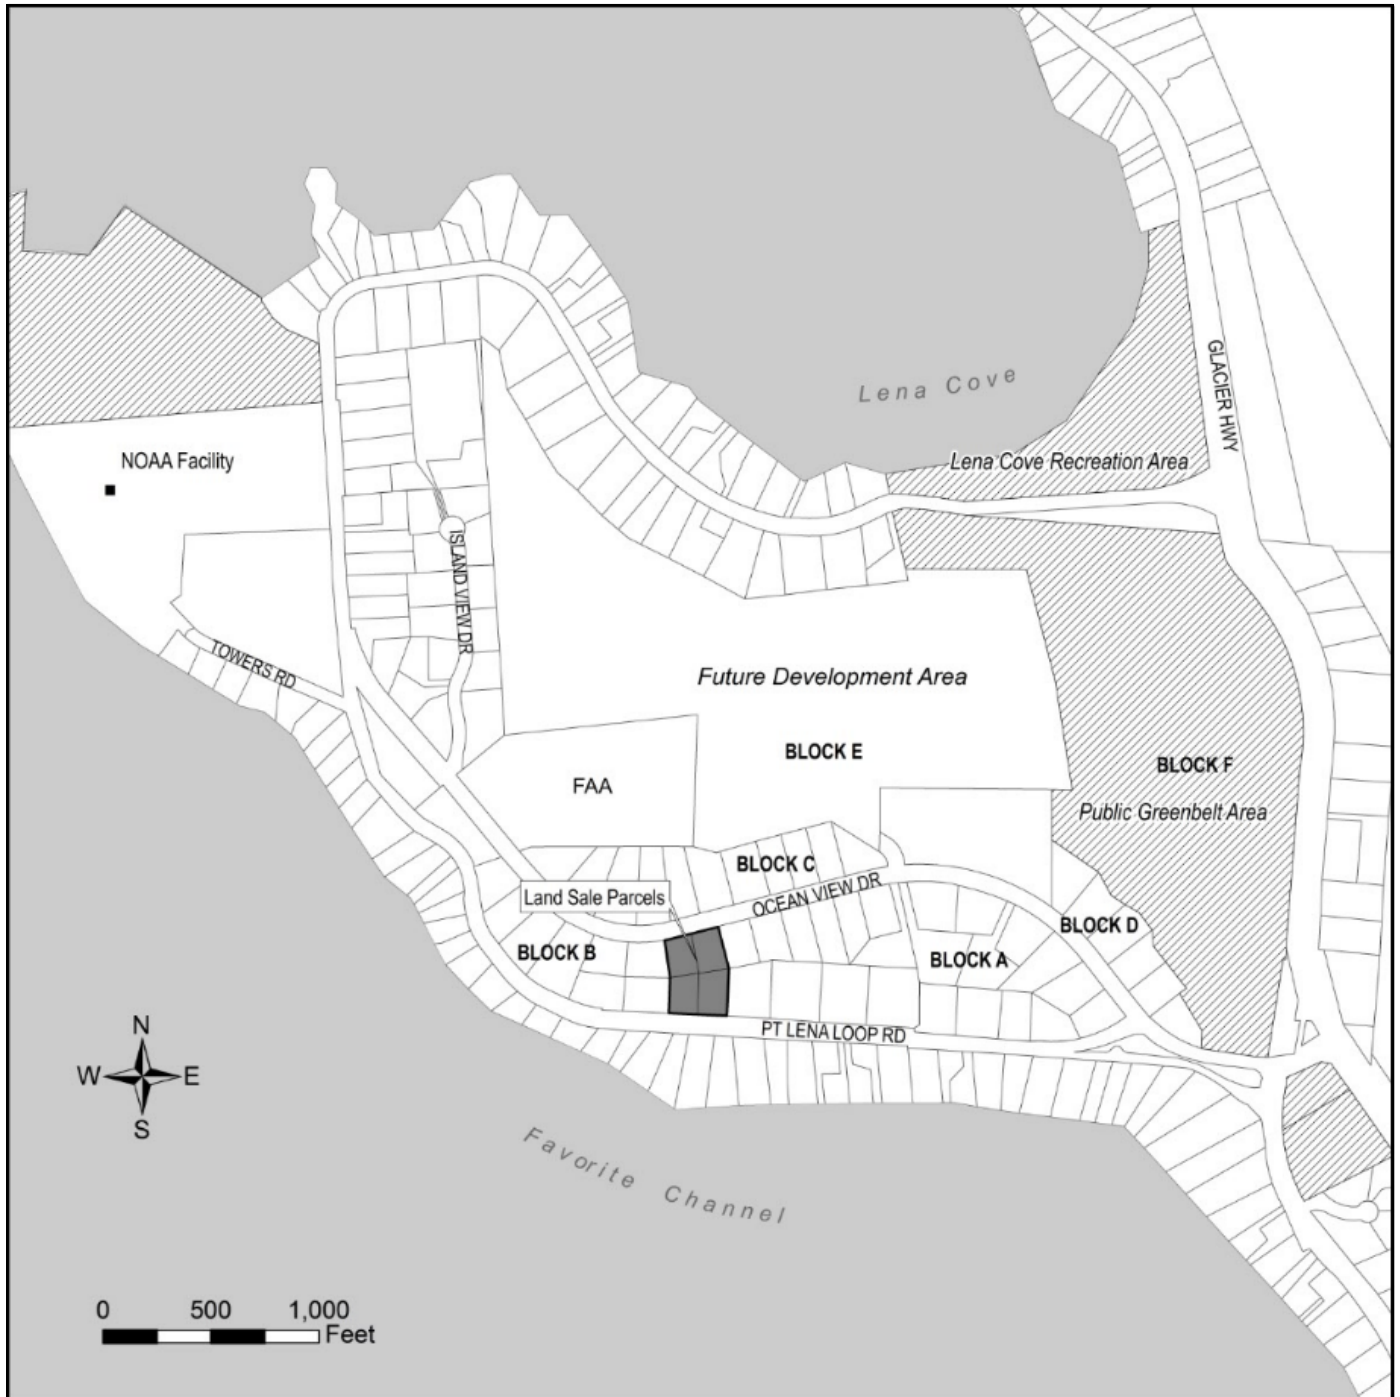 Lena Cove
GLACIER HWY
NOAA Facility
Lena Cove Recreation Area
ISLAND VIEW DR
TOWERS RD
Future Development Area
BLOCK E
BLOCK F
FAA
Public Greenbelt Area
BLOCK C
Land Sale Parcels
OCEAN VIEW DR
BLOCK D
BLOCK B
BLOCK A
N
PT LENA LOOP RD
W
E
S
Favorite Channel
0 500 1,000
Feet